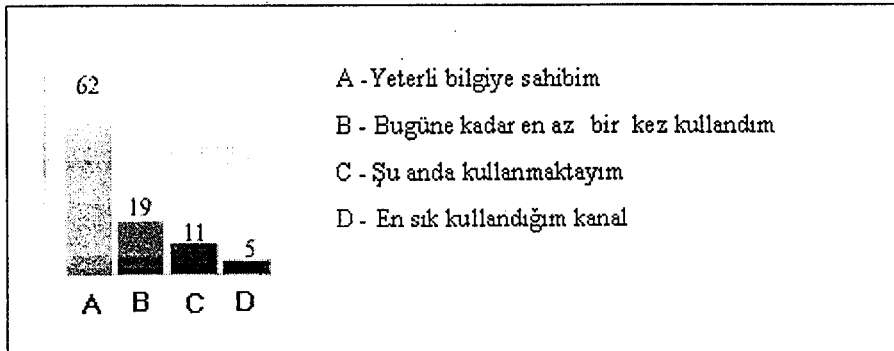 62
19
11
5
A B C D
A - Yeterli bilgiye sahibim
B - Bugüne kadar en az bir kez kullandım
C - Şu anda kullanmaktayım
D - En sık kullandığım kanal